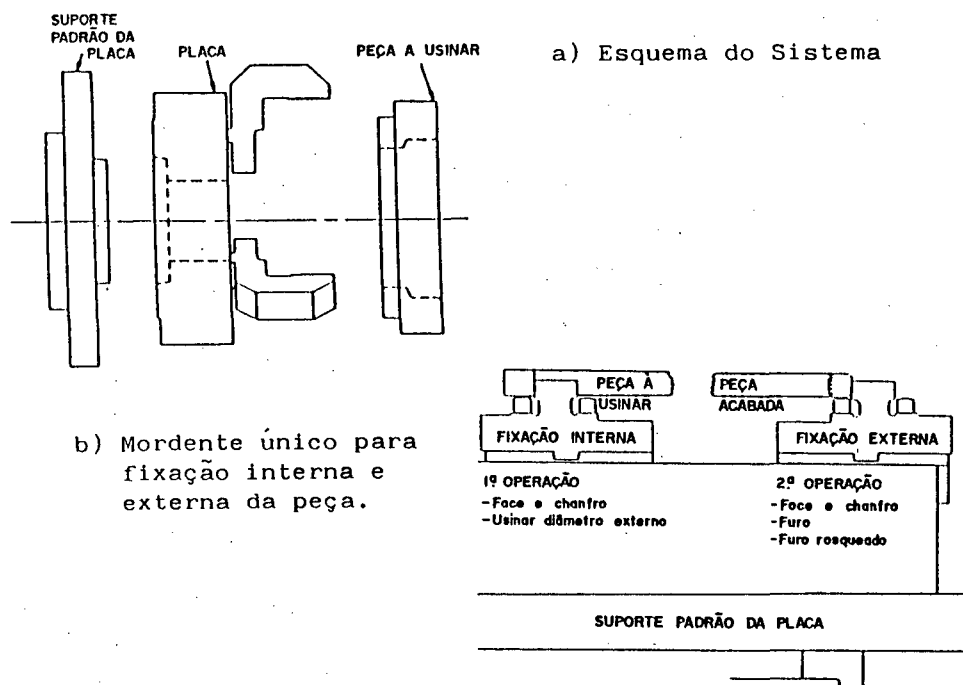 SUPORTE
PADRÃO DA
PLACA
PLACA
PEÇA A USINAR
a) Esquema do Sistema
b) Mordente único para
fixação interna e
externa da peça.
PEÇA À
USINAR
PEÇA
ACABADA
FIXAÇÃO INTERNA
FIXAÇÃO EXTERNA
1ª OPERAÇÃO
-Face e chanfro
-Usinar diâmetro externo
2ª OPERAÇÃO
-Face e chanfro
-Furo
-Furo rosqueado
SUPORTE PADRÃO DA PLACA